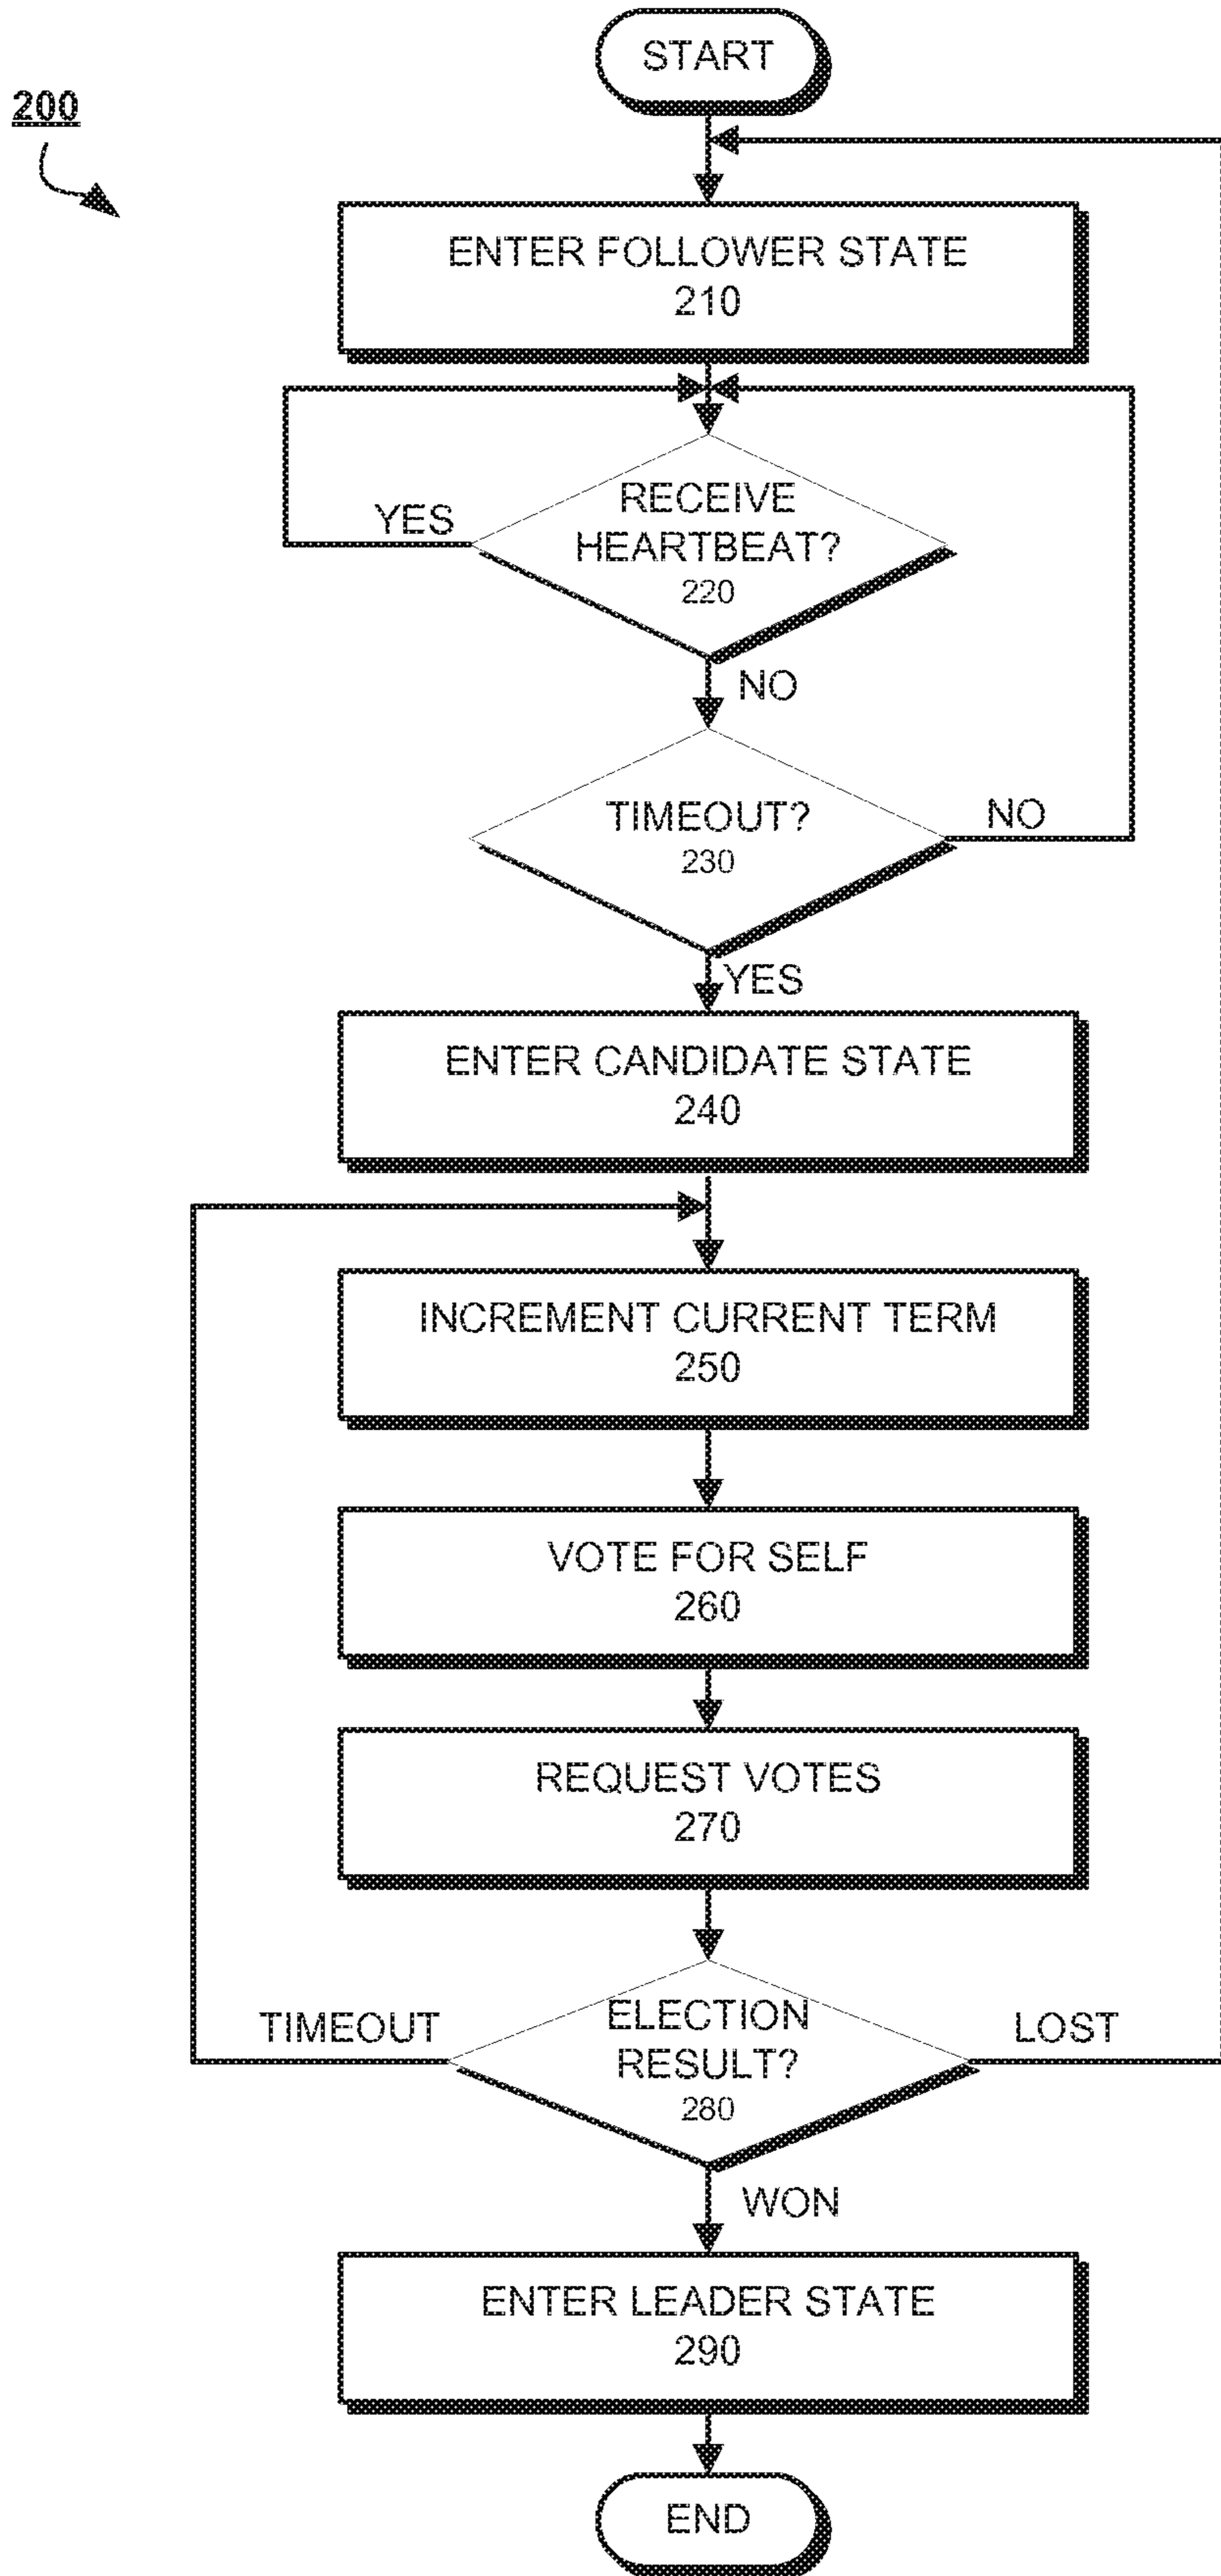 START
200
ENTER FOLLOWER STATE
210
RECEIVE
HEARTBEAT?
220
YES
NO
TIMEOUT?
230
NO
YES
ENTER CANDIDATE STATE
240
INCREMENT CURRENT TERM
250
VOTE FOR SELF
260
REQUEST VOTES
270
TIMEOUT
ELECTION
RESULT?
280
LOST
WON
ENTER LEADER STATE
290
END